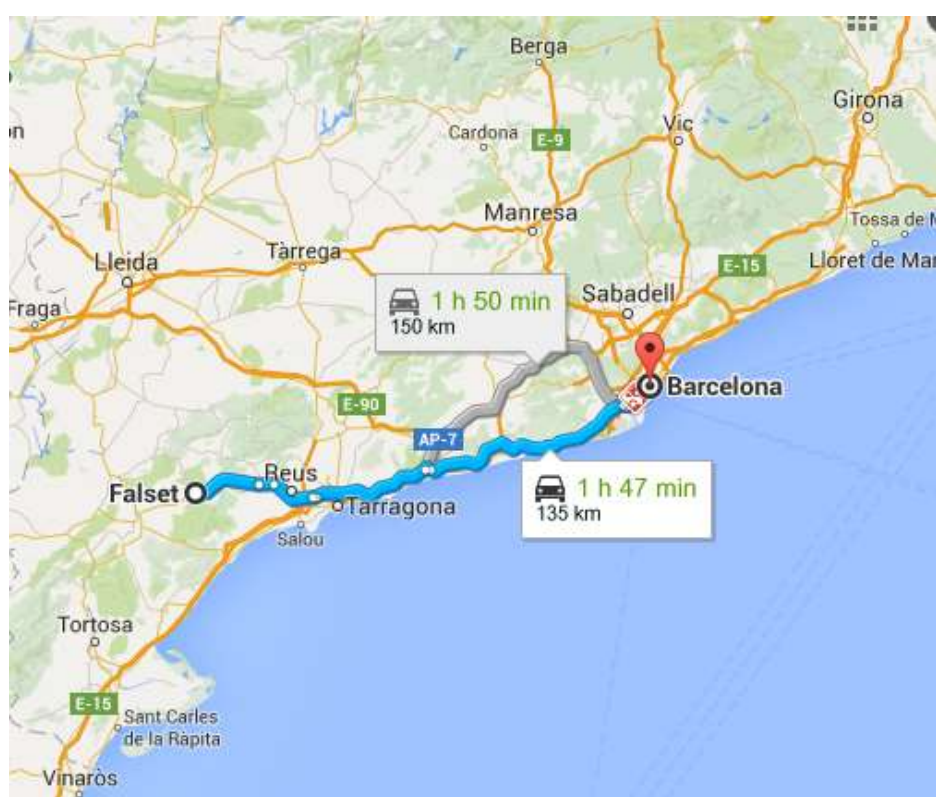 Berga
Girona
Cardona
E-9
Vic
Manresa
Tossa de M
Tàrrega
E-15
Lloret de Mar
Lleida
Fraga
1 h 50 min
150 km
Sabadell
Barcelona
E-90
AP-7
Reus
Falset
1 h 47 min
135 km
Tarragona
Salou
Tortosa
E-15
Sant Carles
de la Ràpita
Vinaròs